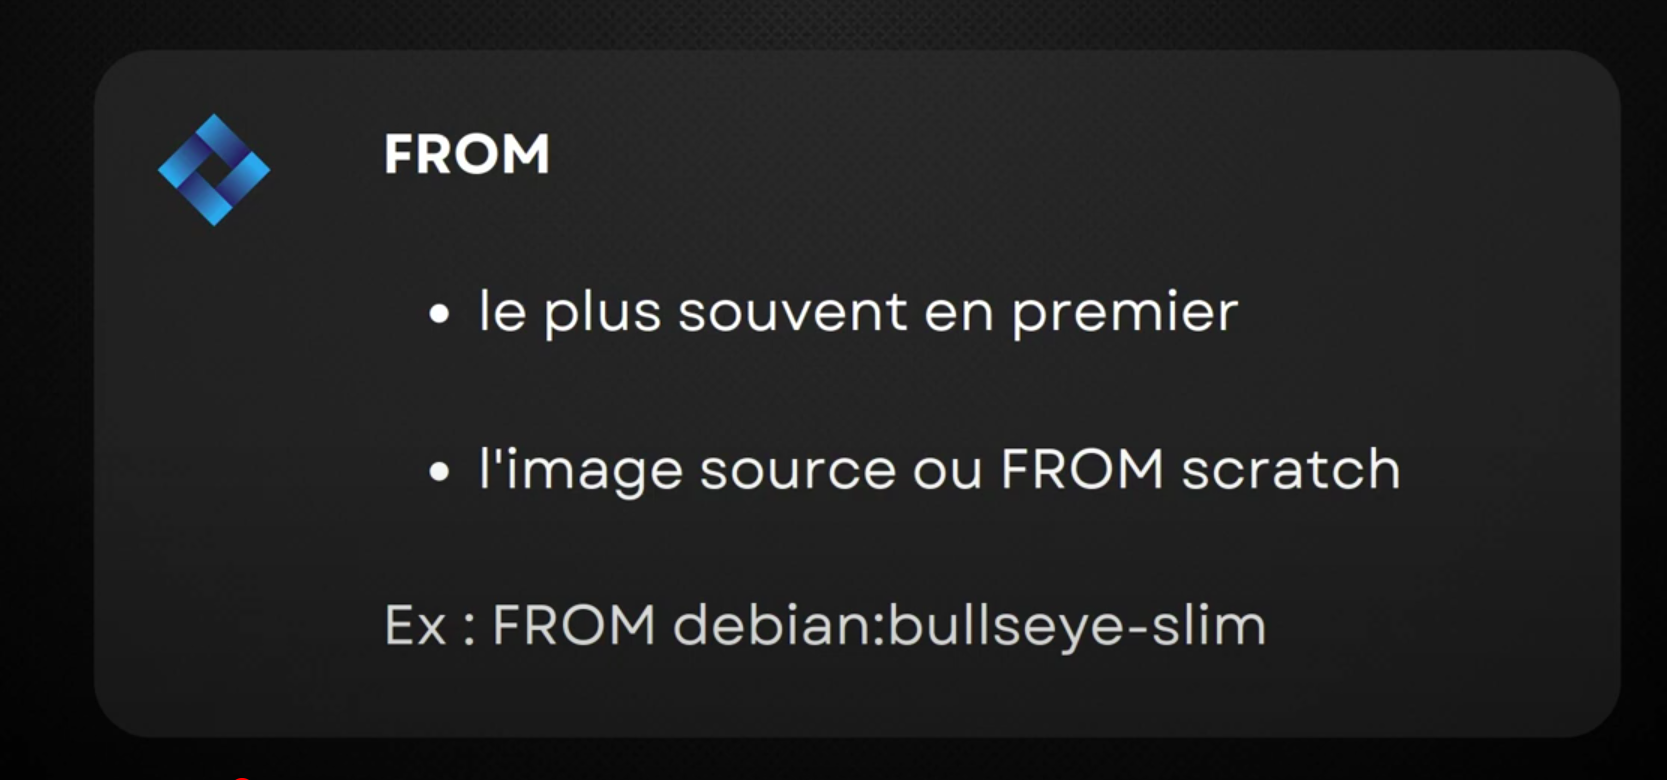 FROM
• le plus souvent en premier
• l'image source ou FROM scratch
Ex : FROM debian:bullseye-slim